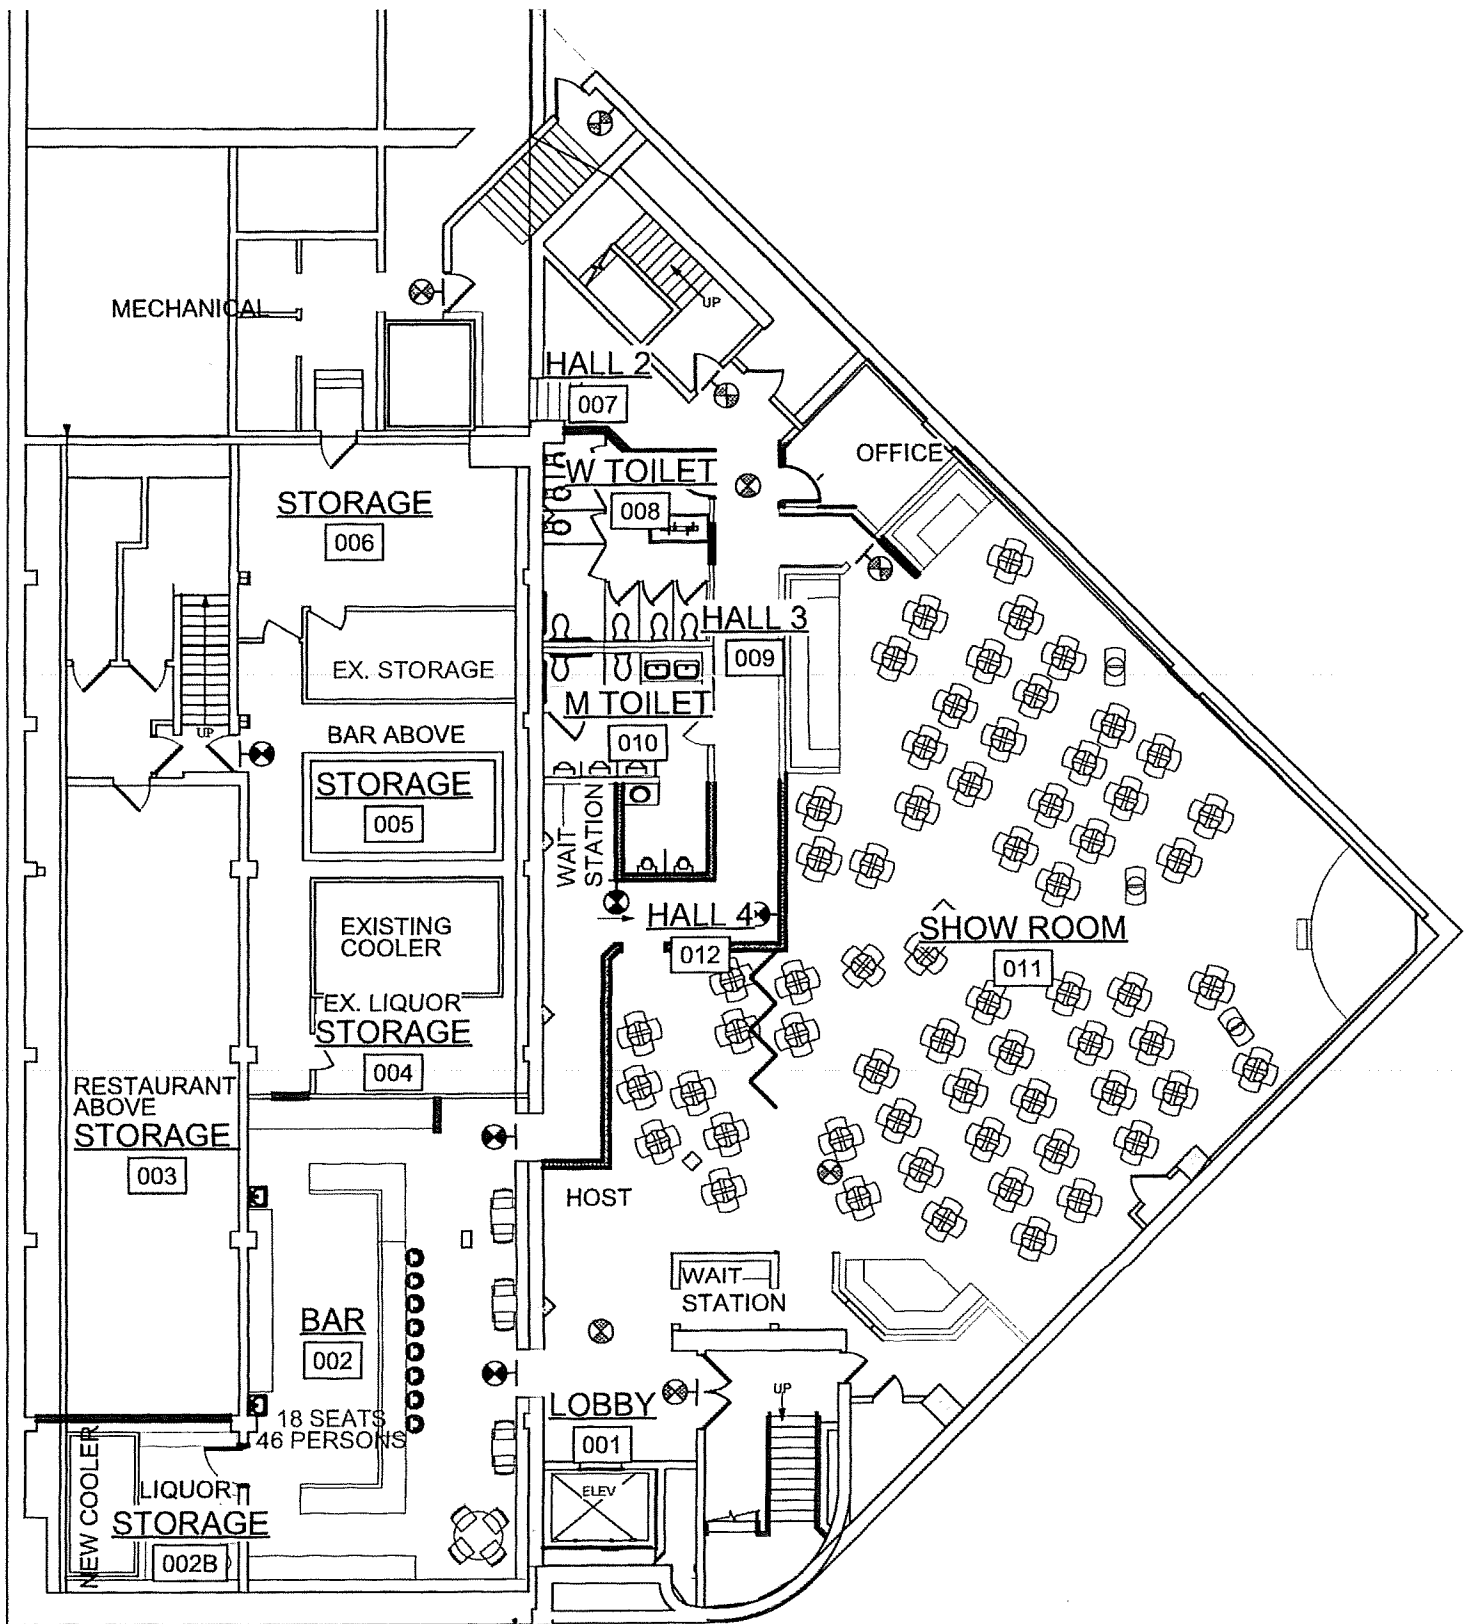 MECHANICAL
UP
HALL 2
007
OFFICE
W TOILET
008
STORAGE
006
HALL 3
009
EX. STORAGE
M TOILET
010
UP
BAR ABOVE
STORAGE
005
WAIT
STATION
HALL 4
012
SHOW ROOM
011
EXISTING
COOLER
EX. LIQUOR
STORAGE
004
RESTAURANT
ABOVE
STORAGE
003
HOST
WAIT
STATION
BAR
002
18 SEATS
46 PERSONS
UP
LOBBY
001
ELEV
NEW COOLER
LIQUOR
STORAGE
002B